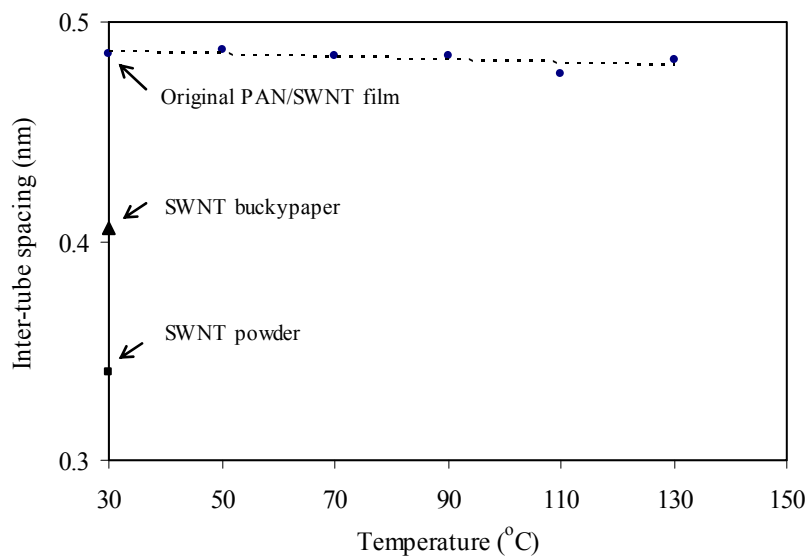 0.5
Original PAN/SWNT film
SWNT buckypaper
0.4
SWNT powder
0.3
30 50 70 90 110 130 150
Inter-tube spacing (nm)
Temperature (°C)